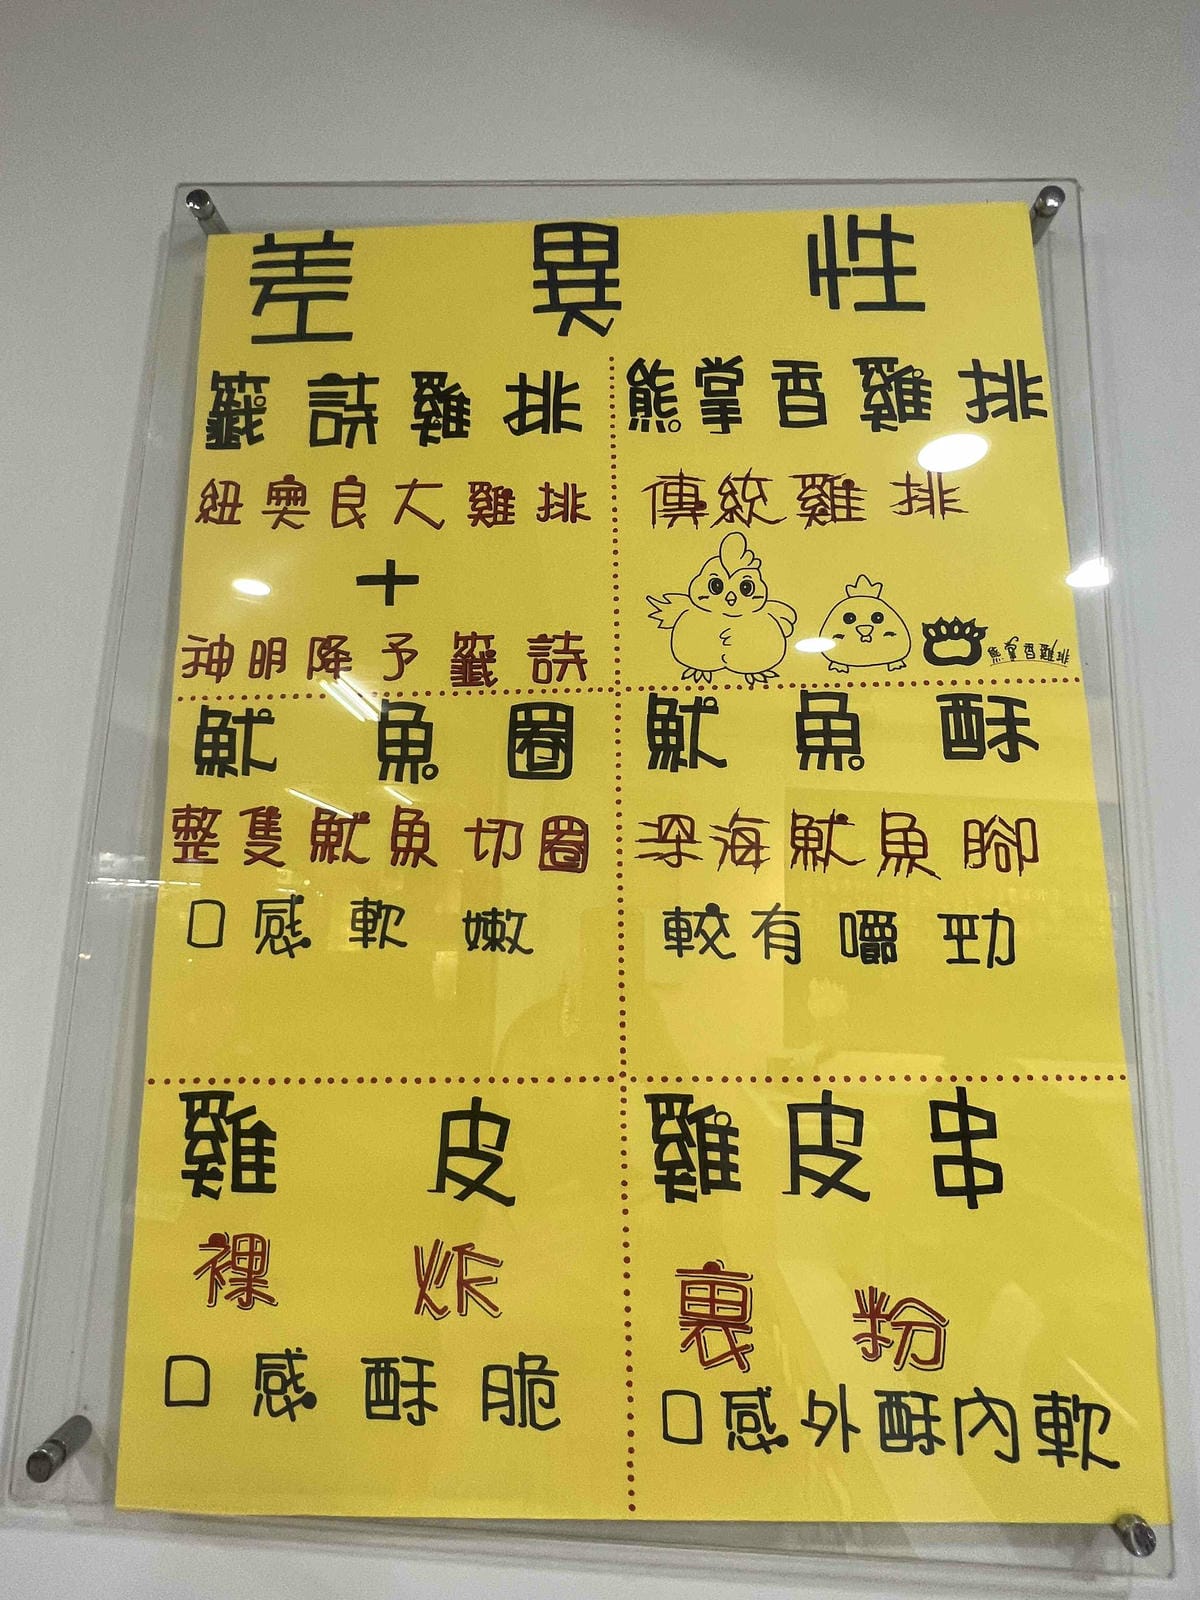 差異性
籤詩雞排
紐奧良大雞排
+
神明降予籤詩
熊掌香雞排
傳統雞排
熊掌香雞排
魷魚圈
整隻魷魚切圈
口感軟嫩
魷魚酥
深海魷魚腳
較有嚼勁
雞皮
裸炸
口感酥脆
雞皮串
裹粉
口感外酥內軟